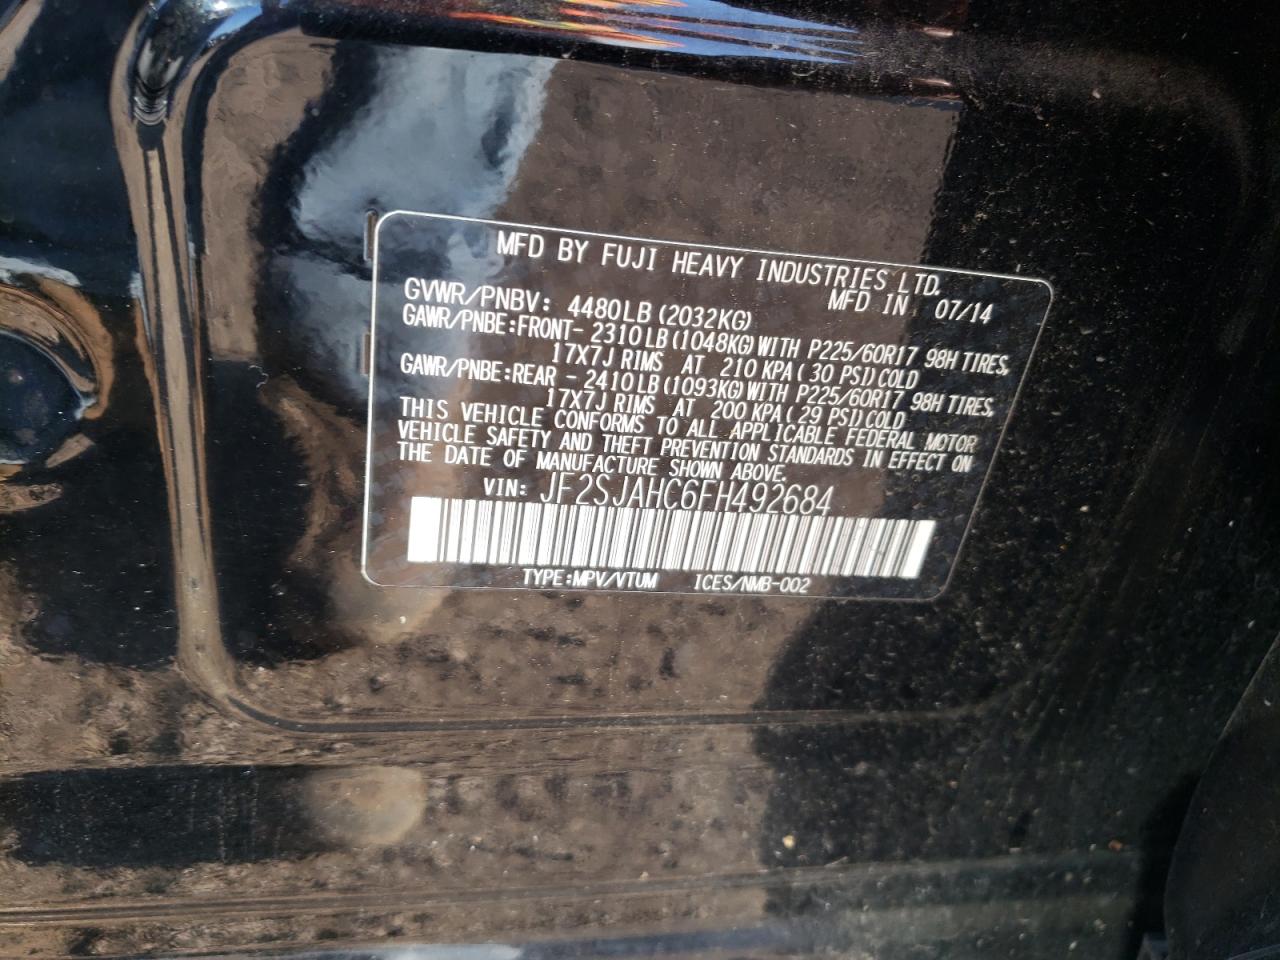 MFD BY FUJI HEAVY INDUSTRIES LTD.
GVWR/PNBV: 4480LB(2032KG) MFD IN 07/14
GAWR/PNBE:FRONT- 2310LB(1048KG)WITH P225/60R17 98H TIRES,
17X7J RIMS AT 210 KPA(30 PSI)COLD
GAWR/PNBE:REAR - 2410LB(1093KG)WITH P225/60R17 98H TIRES,
17X7J RIMS AT 200 KPA(29 PSI)COLD
THIS VEHICLE CONFORMS TO ALL APPLICABLE FEDERAL MOTOR
VEHICLE SAFETY AND THEFT PREVENTION STANDARDS IN EFFECT ON
THE DATE OF MANUFACTURE SHOWN ABOVE.
VIN: JF2SJAHC6FH492684
TYPE:MPV/VTUM ICES/NMB-002